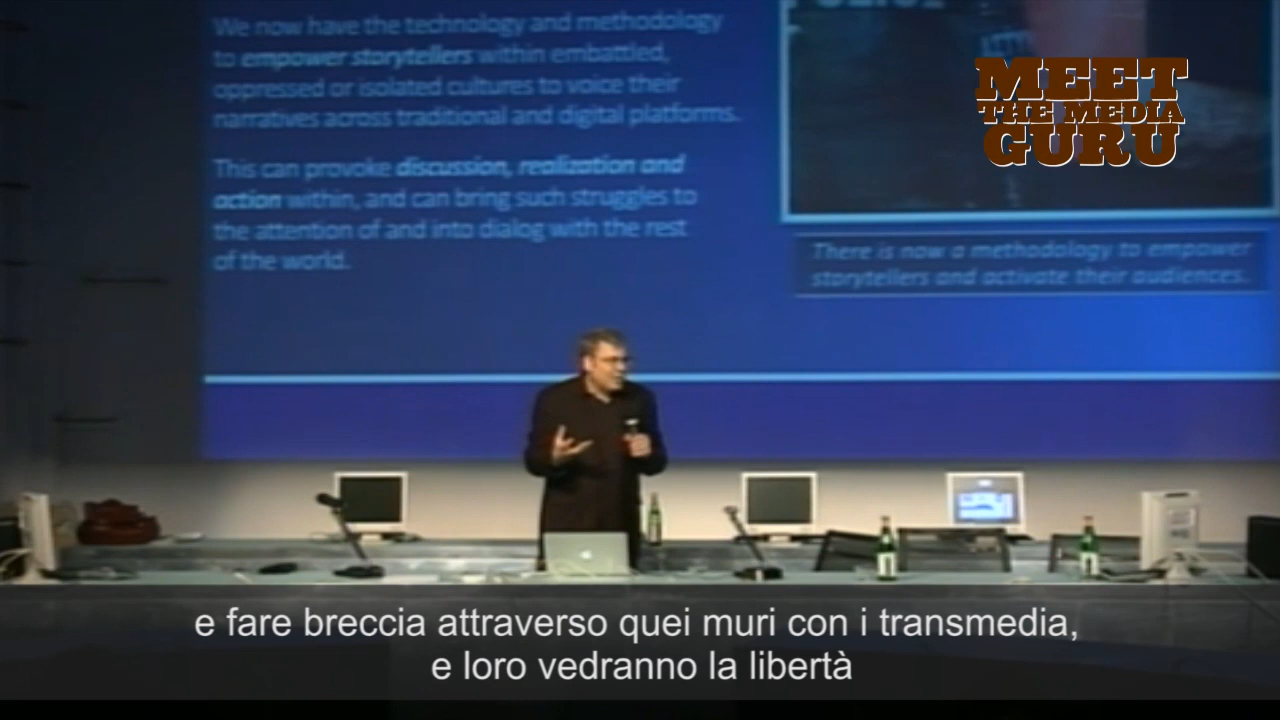 We now have the technology and methodology
to empower storytellers within embattled,
oppressed or isolated cultures to voice their
narratives across traditional and digital platforms.
This can provoke discussion, realization and
action within, and can bring such struggles to
the attention of and into dialog with the rest
of the world.
MEET
THE MEDIA
GURU
There is now a methodology to empower
storytellers and activate their audiences.
e fare breccia attraverso quei muri con i transmedia,
e loro vedranno la libertà